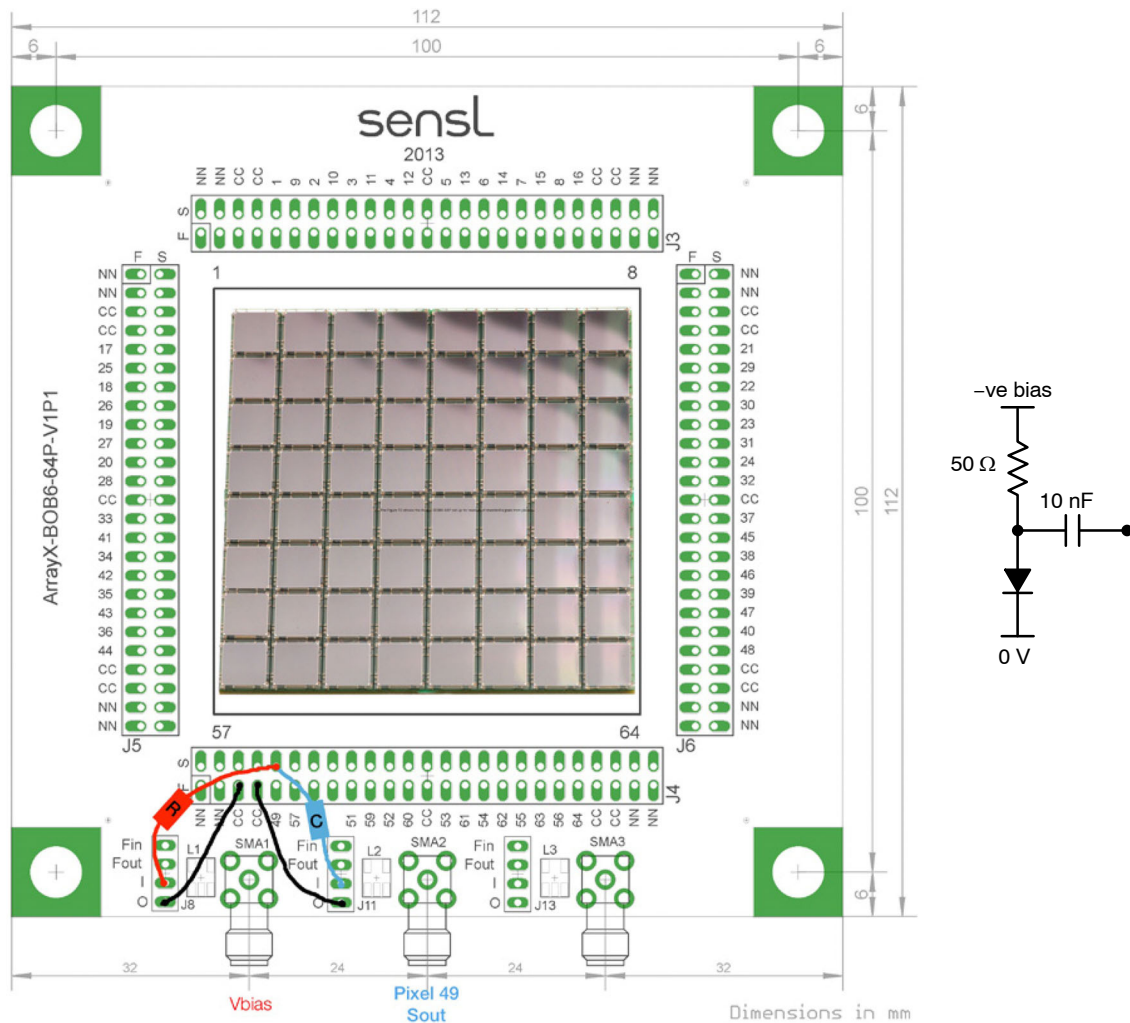 112
6
100
6
sensL
2013
NN NN CC CC 1 9 2 10 3 11 4 12 CC 5 13 6 14 7 15 8 16 CC CC NN NN
S
F
J3
6
F S
1
8
F S
NN
NN
CC
CC
17
25
18
26
19
27
20
28
CC
33
41
34
42
35
43
36
44
CC
CC
NN
NN
J5
ArrayX-BOB6-64P-V1P1
NN
NN
CC
CC
21
29
22
30
23
31
24
32
CC
37
45
38
46
39
47
40
48
CC
CC
NN
NN
J6
100
112
–ve bias
50 Ω
10 nF
0 V
57
64
S
F
J4
R
C
NN NN CC CC 49 57 51 59 52 60 CC 53 61 54 62 55 63 56 64 CC CC NN NN
Fin
Fout
I
O
J8
L1
SMA1
Fin
Fout
I
O
J11
L2
SMA2
Fin
Fout
I
O
J13
L3
SMA3
6
32
24
24
32
Vbias
Pixel 49
Sout
Dimensions in mm